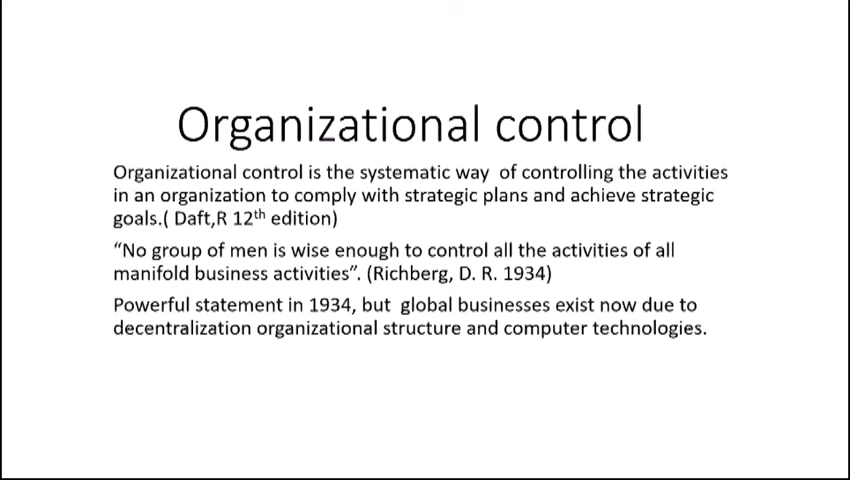 Organizational control
Organizational control is the systematic way of controlling the activities
in an organization to comply with strategic plans and achieve strategic
goals.( Daft,R 12th edition)
“No group of men is wise enough to control all the activities of all
manifold business activities”. (Richberg, D. R. 1934)
Powerful statement in 1934, but global businesses exist now due to
decentralization organizational structure and computer technologies.